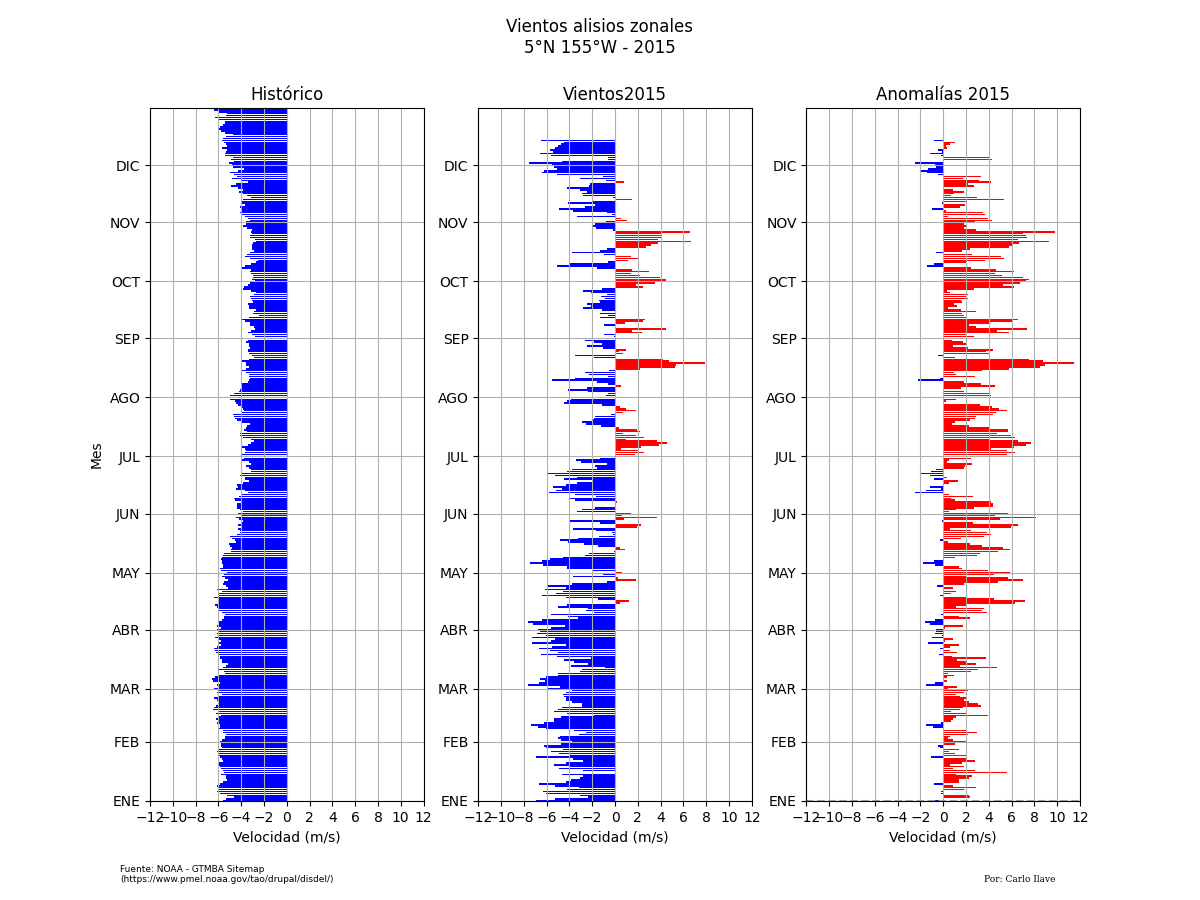 Vientos alisios zonales
5°N 155°W - 2015
Histórico
Vientos2015
Anomalías 2015
Mes
DIC
NOV
OCT
SEP
AGO
JUL
JUN
MAY
ABR
MAR
FEB
ENE
−12 −10 −8 −6 −4 −2 0 2 4 6 8 10 12
Velocidad (m/s)
DIC
NOV
OCT
SEP
AGO
JUL
JUN
MAY
ABR
MAR
FEB
ENE
−12 −10 −8 −6 −4 −2 0 2 4 6 8 10 12
Velocidad (m/s)
DIC
NOV
OCT
SEP
AGO
JUL
JUN
MAY
ABR
MAR
FEB
ENE
−12 −10 −8 −6 −4 −2 0 2 4 6 8 10 12
Velocidad (m/s)
Fuente: NOAA - GTMBA Sitemap
(https://www.pmel.noaa.gov/tao/drupal/disdel/)
Por: Carlo Ilave